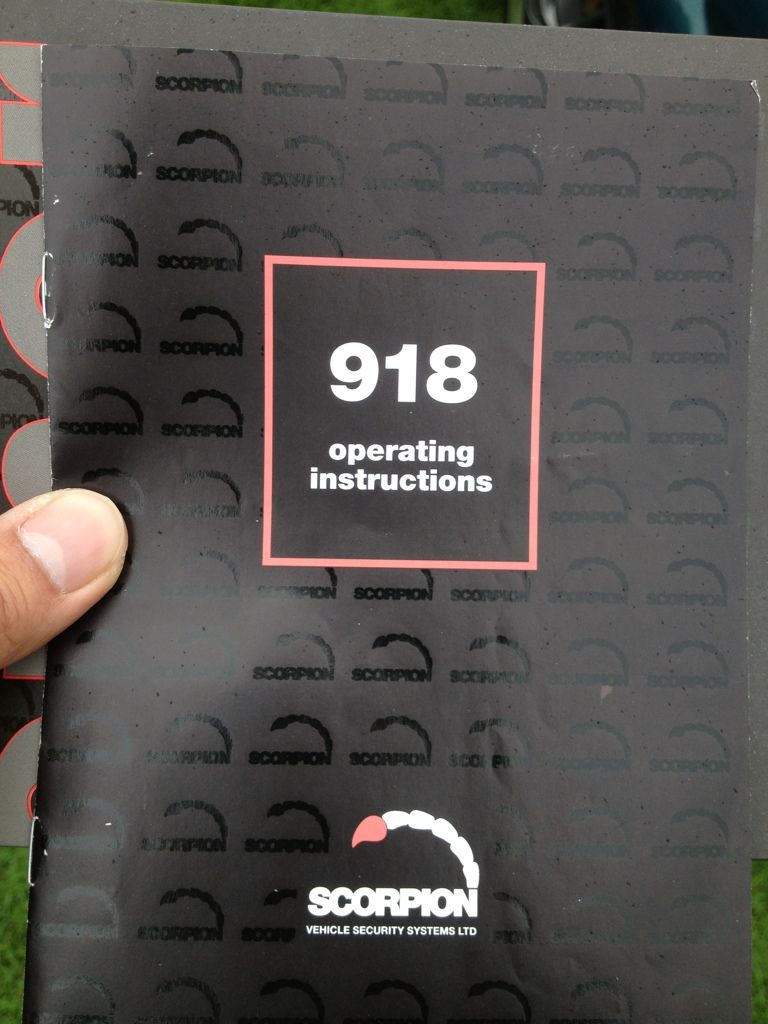 918
operating
instructions
SCORPION
VEHICLE SECURITY SYSTEMS LTD